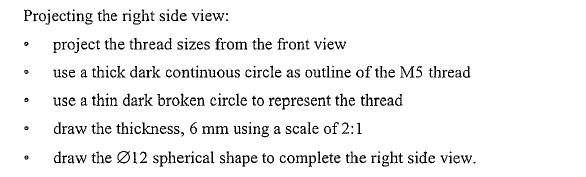 Projecting the right side view:
• project the thread sizes from the front view
• use a thick dark continuous circle as outline of the M5 thread
• use a thin dark broken circle to represent the thread
• draw the thickness, 6 mm using a scale of 2:1
• draw the Ø12 spherical shape to complete the right side view.